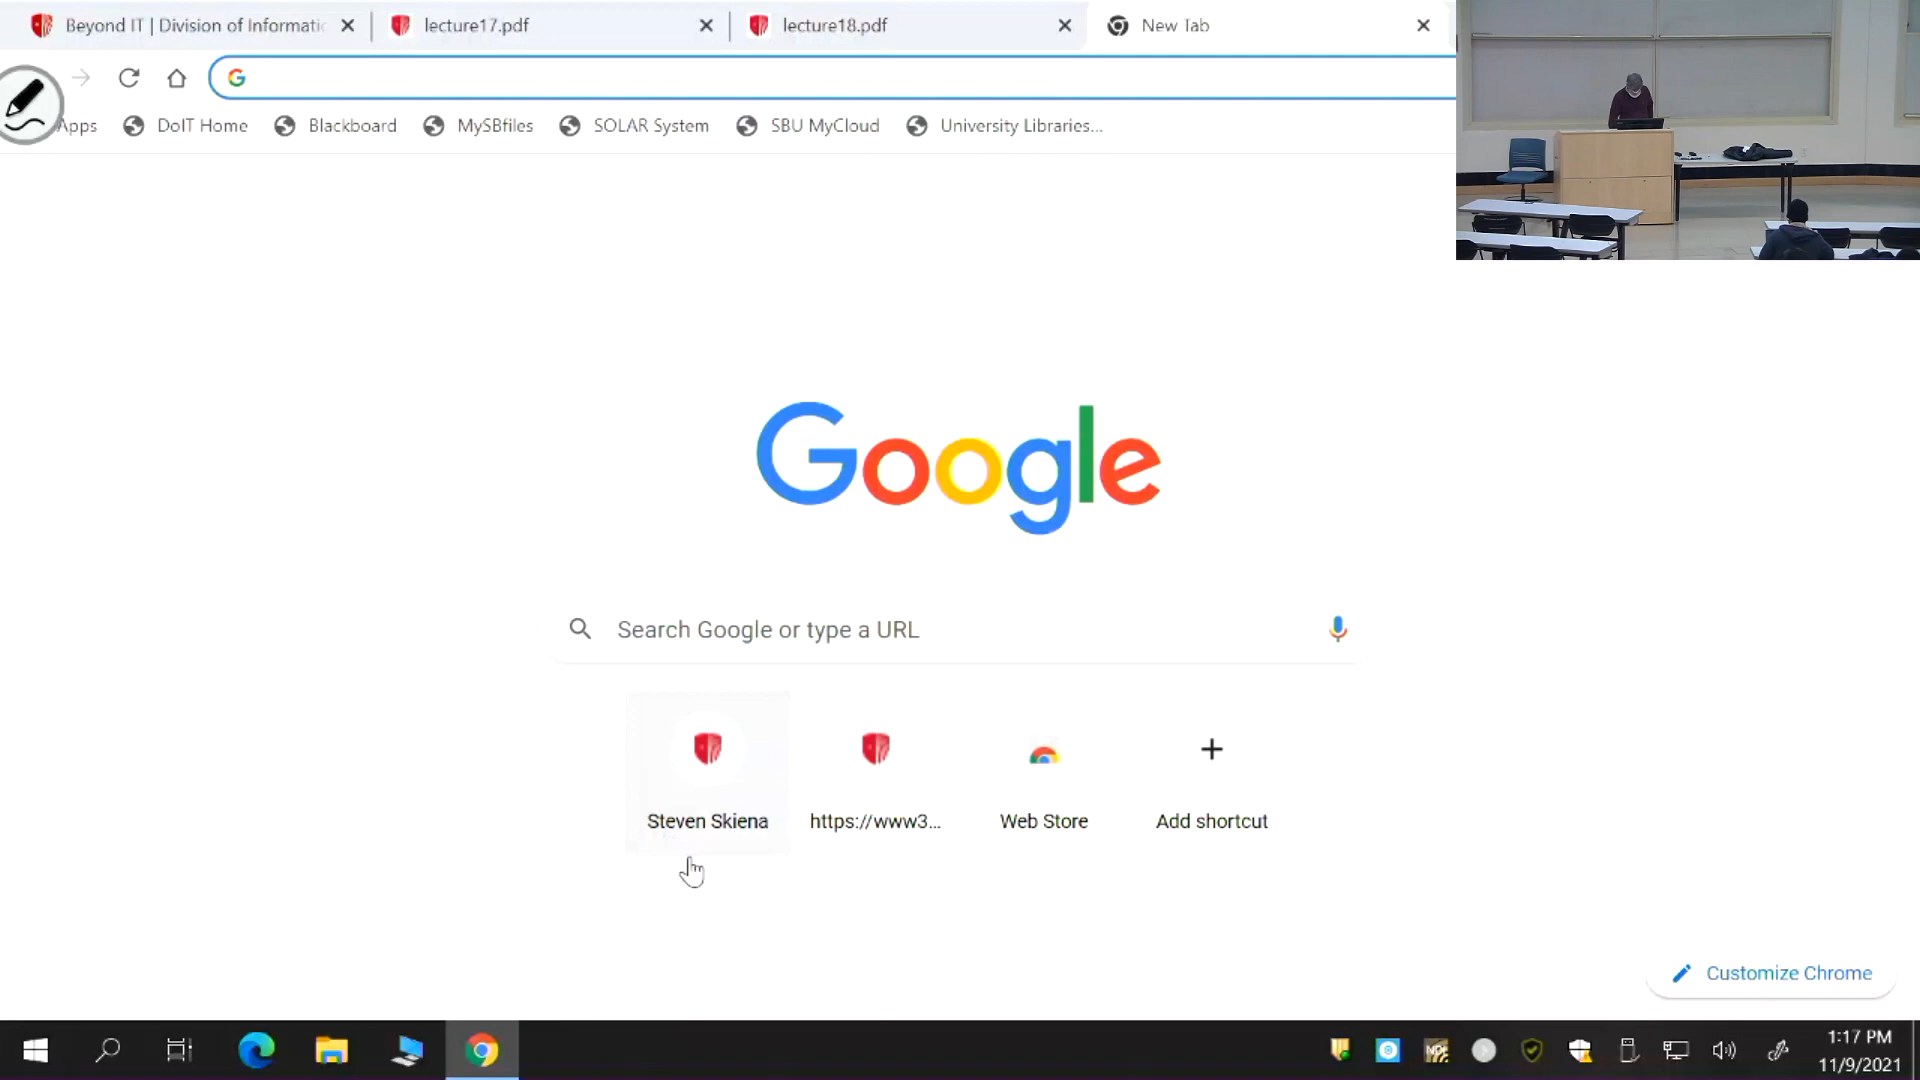 Beyond IT | Division of Informatic
lecture17.pdf
lecture18.pdf
New Tab
Apps
DoIT Home
Blackboard
MySBfiles
SOLAR System
SBU MyCloud
University Libraries...
Google
Search Google or type a URL
Steven Skiena
https://www3...
Web Store
Add shortcut
Customize Chrome
1:17 PM
11/9/2021